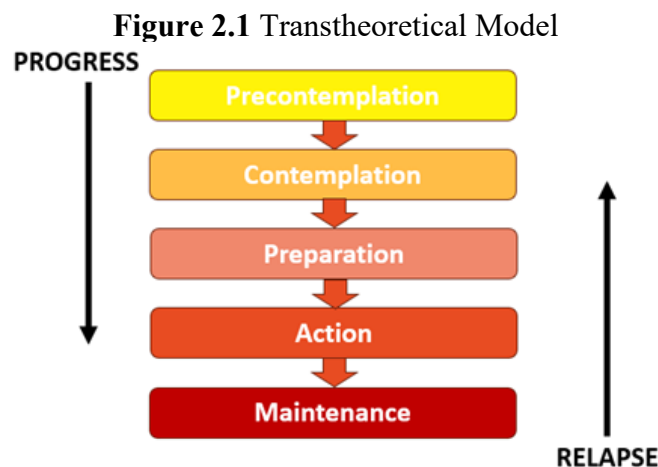 Figure 2.1 Transtheoretical Model
PROGRESS
Precontemplation
Contemplation
Preparation
Action
Maintenance
RELAPSE